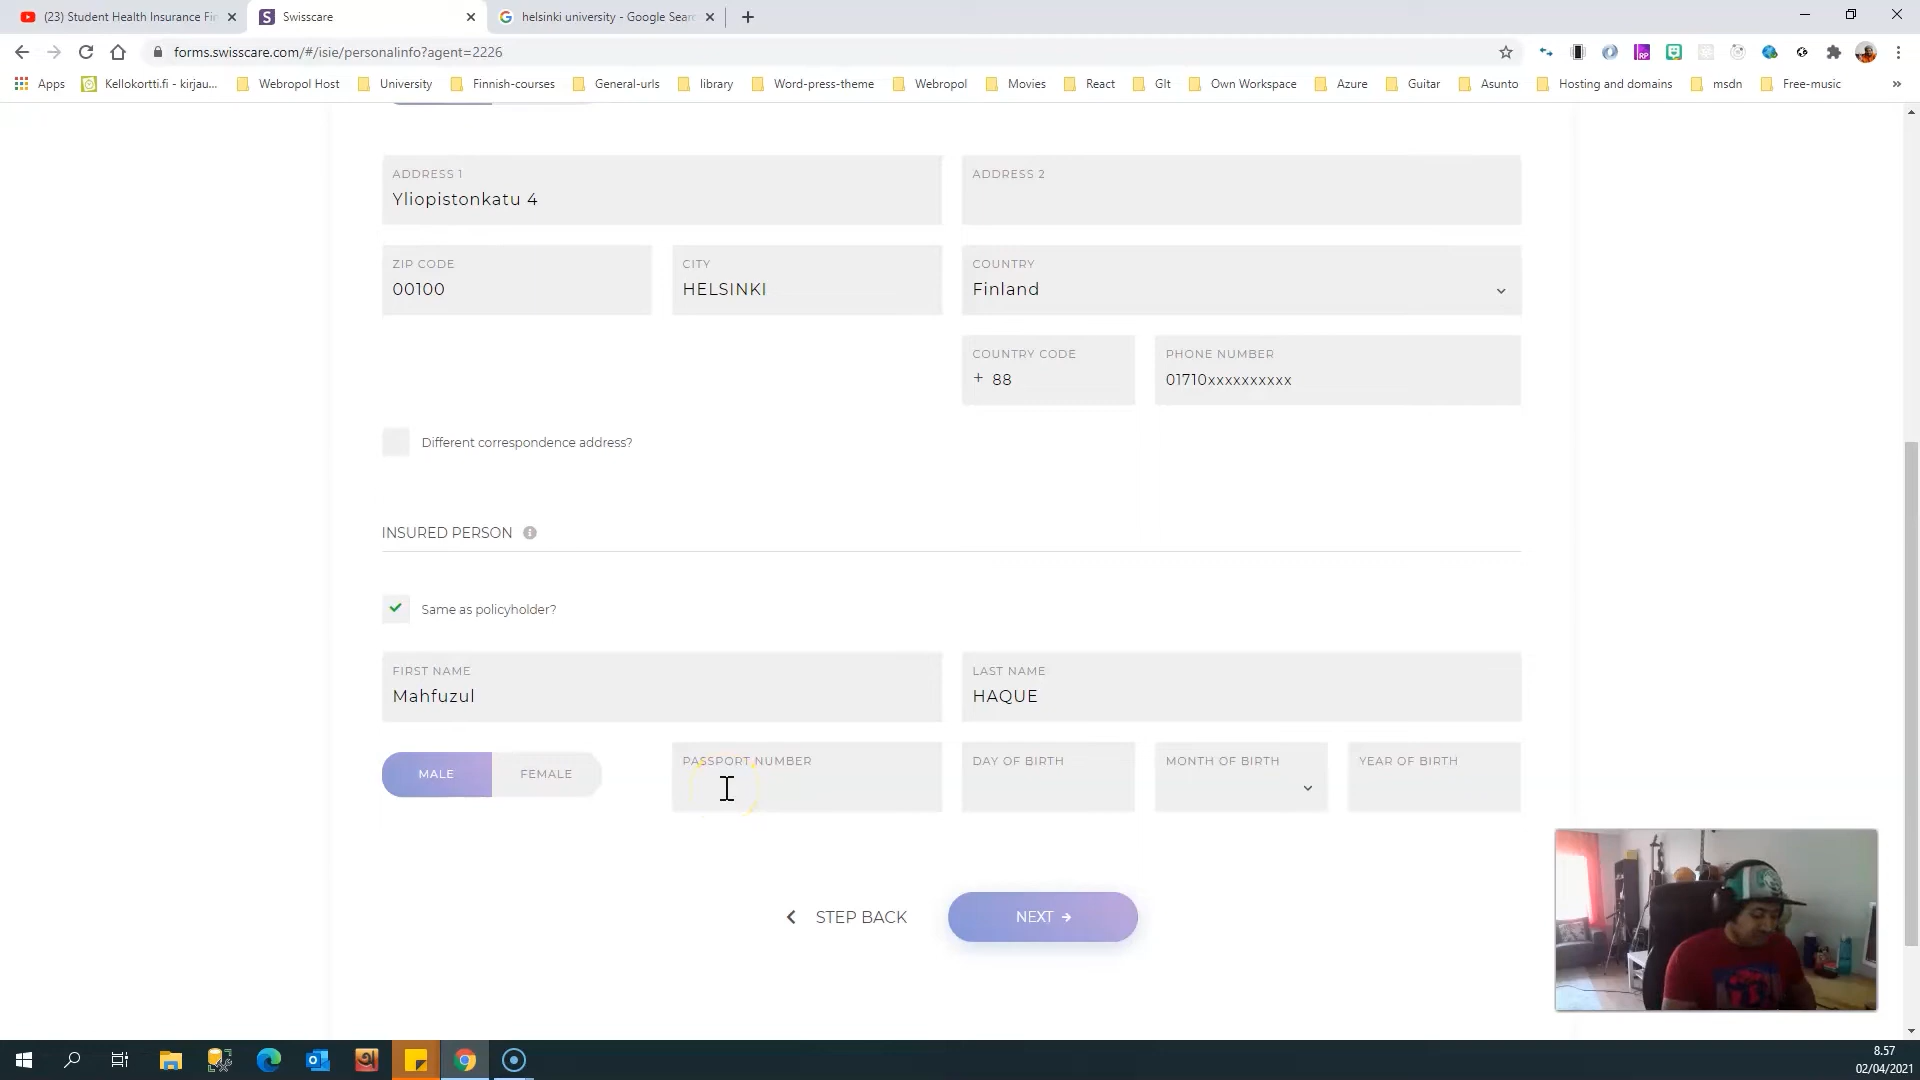 (23) Student Health Insurance Fin
Swisscare
helsinki university - Google Sear
forms.swisscare.com/#/isie/personalinfo?agent=2226
Apps
Kellokortti.fi - kirjau...
Webropol Host
University
Finnish-courses
General-urls
library
Word-press-theme
Webropol
Movies
React
GIt
Own Workspace
Azure
Guitar
Asunto
Hosting and domains
msdn
Free-music
»
ADDRESS 1
Yliopistonkatu 4
ADDRESS 2
ZIP CODE
00100
CITY
HELSINKI
COUNTRY
Finland
COUNTRY CODE
+ 88
PHONE NUMBER
01710xxxxxxxxxx
Different correspondence address?
INSURED PERSON
Same as policyholder?
FIRST NAME
Mahfuzul
LAST NAME
HAQUE
MALE
FEMALE
PASSPORT NUMBER
DAY OF BIRTH
MONTH OF BIRTH
YEAR OF BIRTH
STEP BACK
NEXT →
8.57
02/04/2021